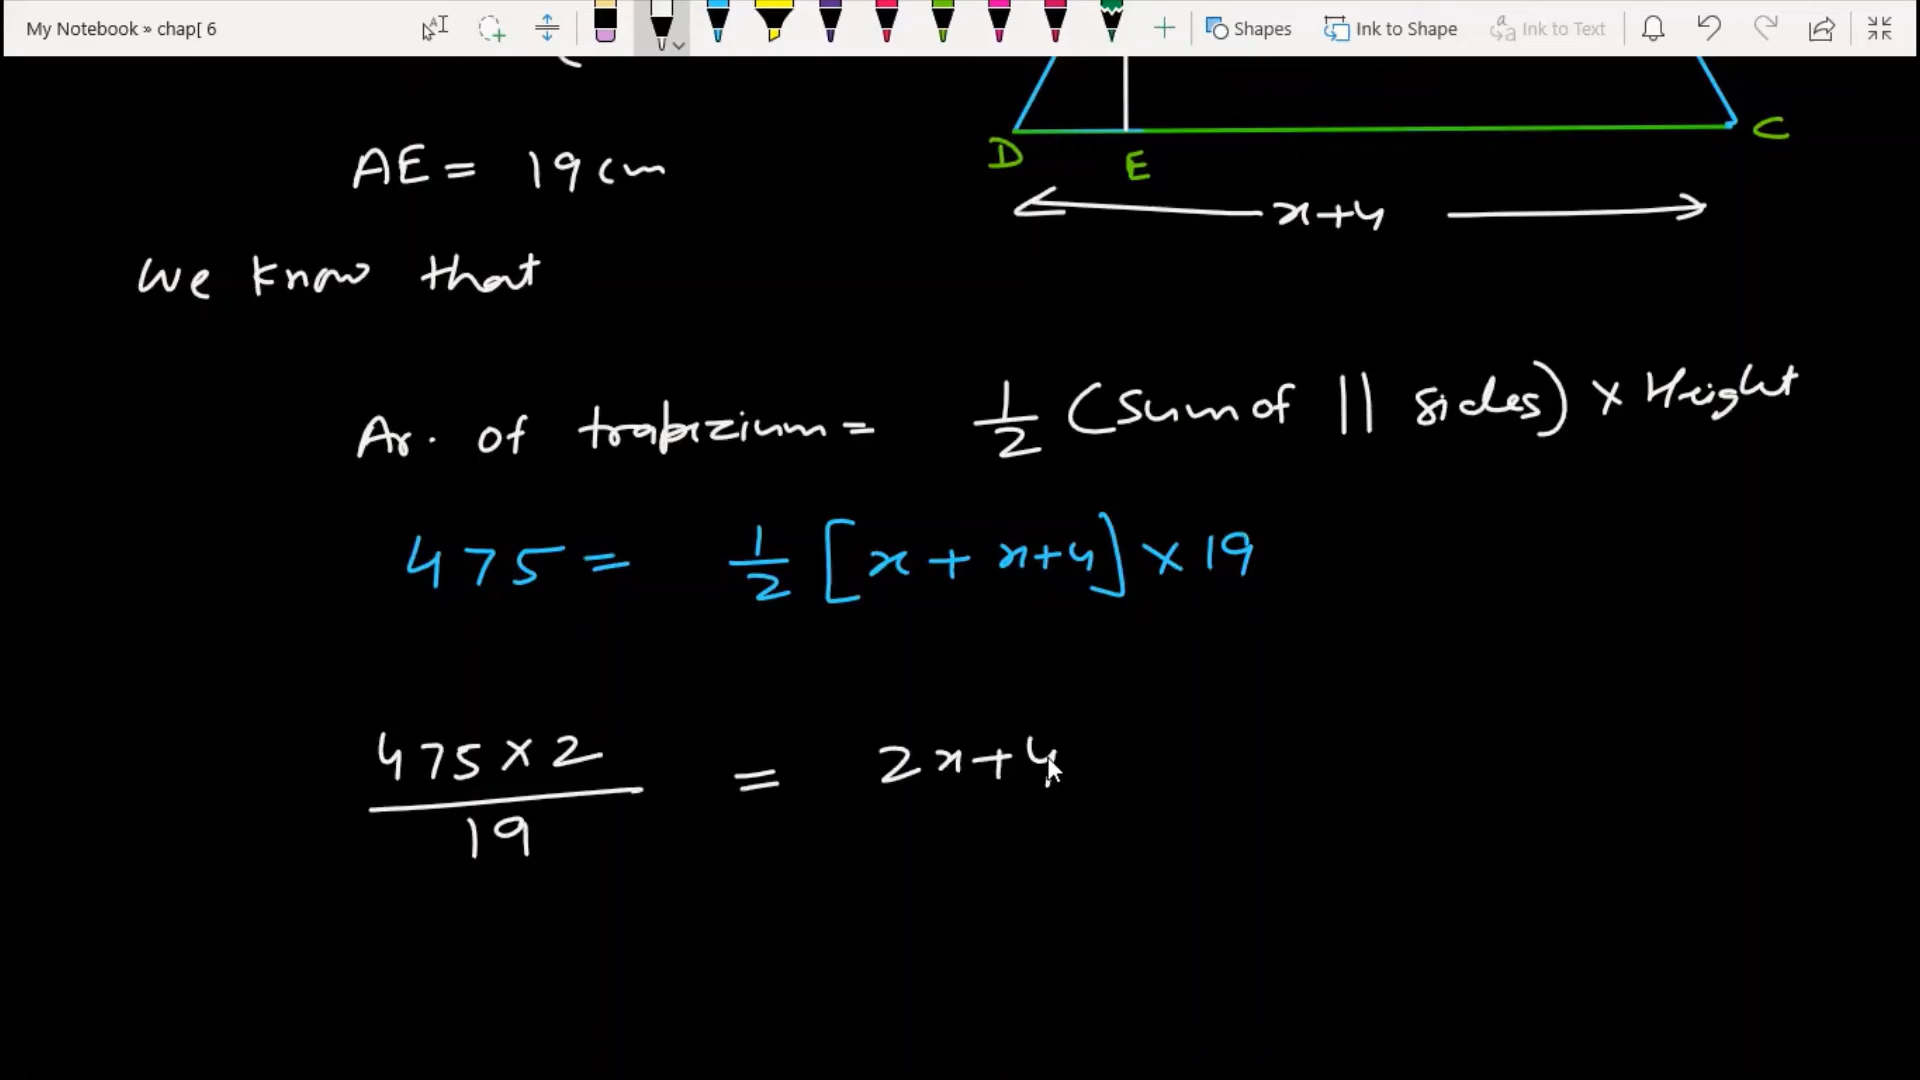 My Notebook » chap[ 6
Shapes
Ink to Shape
Ink to Text
D E C
AE = 19 cm
x+4
We know that
Ar. of trapezium = 1/2 (Sum of || sides) × Height
475 = 1/2 [x + x+4] × 19
475 × 2 / 19 = 2x+4